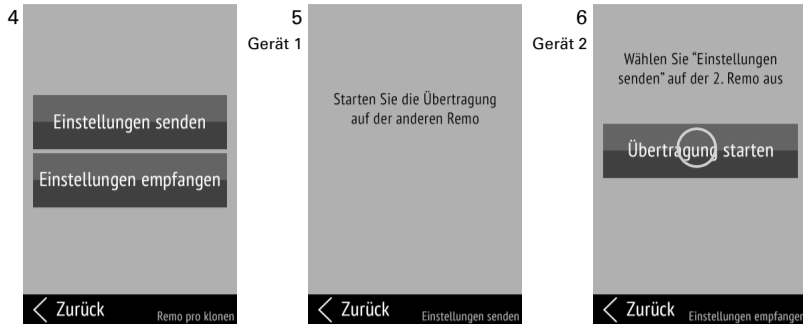 4
Einstellungen senden
Einstellungen empfangen
Zurück
Remo pro klonen
5
Gerät 1
Starten Sie die Übertragung
auf der anderen Remo
Zurück
Einstellungen senden
6
Gerät 2
Wählen Sie “Einstellungen
senden” auf der 2. Remo aus
Übertragung starten
Zurück
Einstellungen empfangen